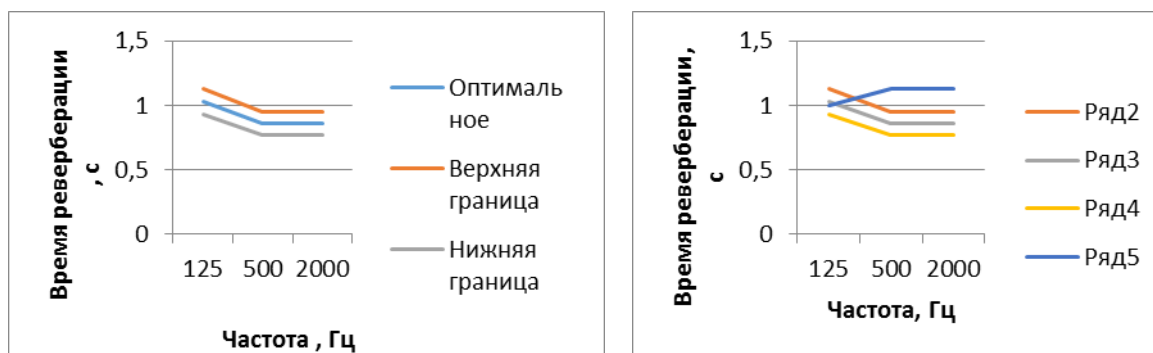 Время реверберации
, с
1,5
1
0,5
0
125 500 2000
Частота , Гц
Оптималь
ное
Верхняя
граница
Нижняя
граница
Время реверберации,
с
1,5
1
0,5
0
125 500 2000
Частота, Гц
Ряд2
Ряд3
Ряд4
Ряд5